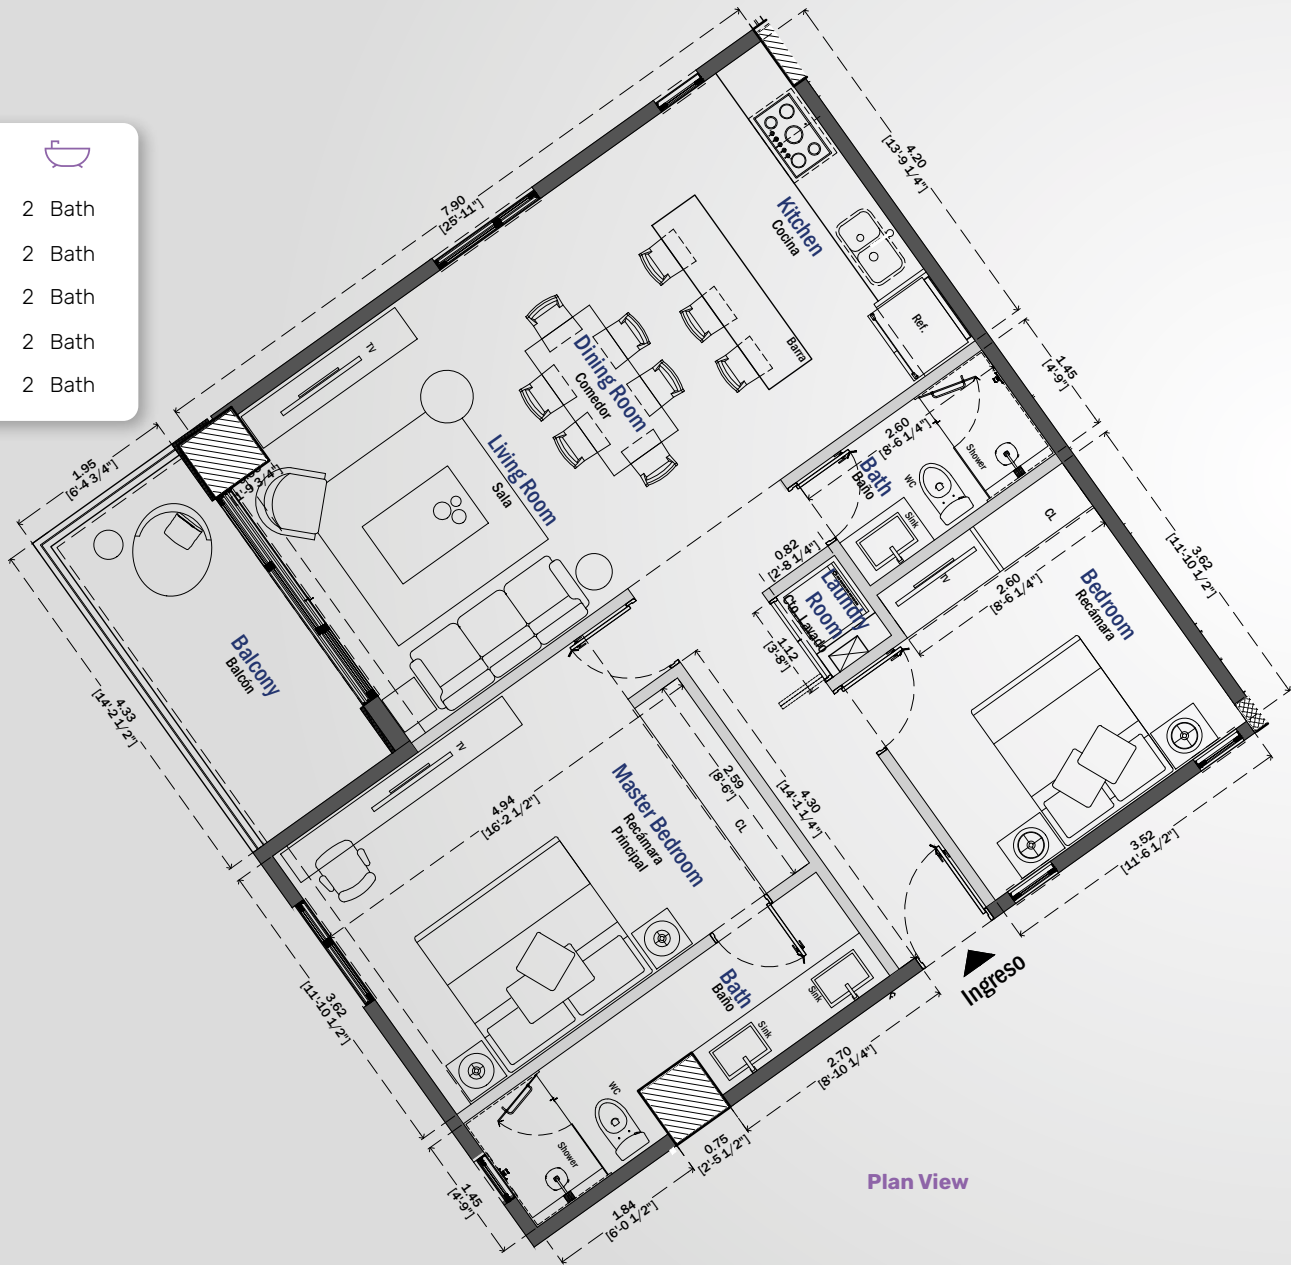 2 Bath
2 Bath
2 Bath
2 Bath
2 Bath
7.90
[25'-11"]
4.20
[13'-9 1/4"]
Kitchen
Cocina
Ref.
Barra
Dining Room
Comedor
TV
Living Room
Sala
1.95
[6'-4 3/4"]
1'-9 3/4"]
Balcony
Balcón
4.33
[14'-2 1/2"]
1.45
[4'-9"]
2.60
[8'-6 1/4"]
Bath
Baño
WC
Shower
Sink
0.82
[2'-8 1/4"]
Laundry
Room
Cto. Lavado
1.12
[3'-8"]
CL
TV
2.60
[8'-6 1/4"]
3.62
[11'-10 1/2"]
Bedroom
Recámara
3.52
[11'-6 1/2"]
TV
4.94
[16'-2 1/2"]
Master Bedroom
Recámara
Principal
2.59
[8'-6"]
CL
4.30
[14'-1 1/4"]
3.62
[11'-10 1/2"]
Bath
Baño
Sink
Sink
WC
Shower
Ingreso
2.70
[8'-10 1/4"]
0.75
[2'-5 1/2"]
1.84
[6'-0 1/2"]
1.45
[4'-9"]
Plan View